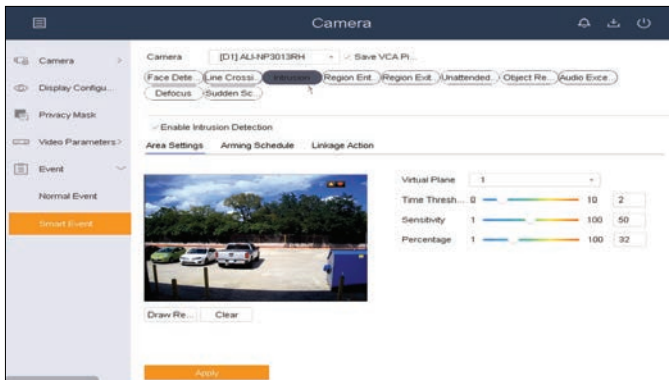 Camera
Camera
Camera [D1] ALI-NP3013RH Save VCA Pi...
Face Dete... Line Crossi... Intrusion Region Ent... Region Exit... Unattended... Object Re... Audio Exce...
Defocus Sudden Sc...
Display Configu...
Privacy Mask
Video Parameters
Event
Normal Event
Smart Event
Enable Intrusion Detection
Area Settings Arming Schedule Linkage Action
Virtual Plane 1
Time Thresh... 0 10 2
Sensitivity 1 100 50
Percentage 1 100 32
Draw Re... Clear
Apply